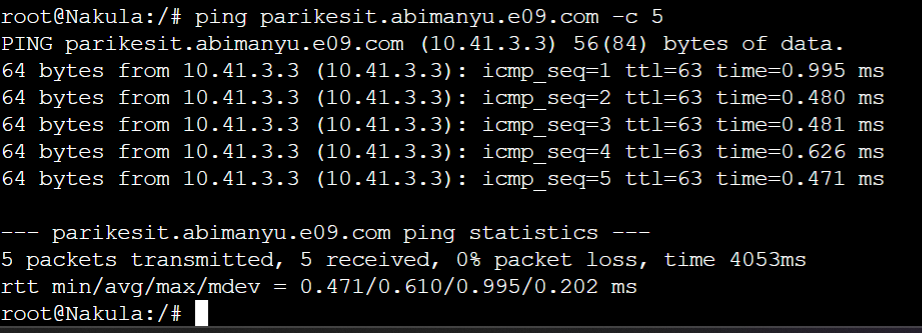 root@Nakula:/# ping parikesit.abimanyu.e09.com -c 5
PING parikesit.abimanyu.e09.com (10.41.3.3) 56(84) bytes of data.
64 bytes from 10.41.3.3 (10.41.3.3): icmp_seq=1 ttl=63 time=0.995 ms
64 bytes from 10.41.3.3 (10.41.3.3): icmp_seq=2 ttl=63 time=0.480 ms
64 bytes from 10.41.3.3 (10.41.3.3): icmp_seq=3 ttl=63 time=0.481 ms
64 bytes from 10.41.3.3 (10.41.3.3): icmp_seq=4 ttl=63 time=0.626 ms
64 bytes from 10.41.3.3 (10.41.3.3): icmp_seq=5 ttl=63 time=0.471 ms
--- parikesit.abimanyu.e09.com ping statistics ---
5 packets transmitted, 5 received, 0% packet loss, time 4053ms
rtt min/avg/max/mdev = 0.471/0.610/0.995/0.202 ms
root@Nakula:/#